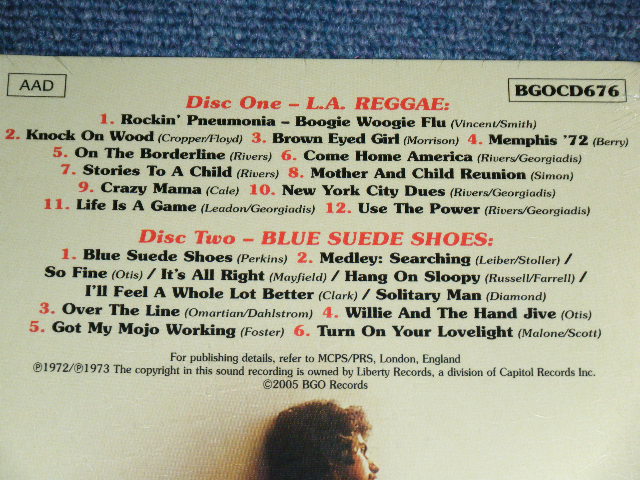 AAD
BGOCD676
Disc One – L.A. REGGAE:
1. Rockin' Pneumonia – Boogie Woogie Flu (Vincent/Smith)
2. Knock On Wood (Cropper/Floyd) 3. Brown Eyed Girl (Morrison) 4. Memphis '72 (Berry)
5. On The Borderline (Rivers) 6. Come Home America (Rivers/Georgiadis)
7. Stories To A Child (Rivers) 8. Mother And Child Reunion (Simon)
9. Crazy Mama (Cale) 10. New York City Dues (Rivers/Georgiadis)
11. Life Is A Game (Leadon/Georgiadis) 12. Use The Power (Rivers/Georgiadis)
Disc Two – BLUE SUEDE SHOES:
1. Blue Suede Shoes (Perkins) 2. Medley: Searching (Leiber/Stoller) /
So Fine (Otis) / It's All Right (Mayfield) / Hang On Sloopy (Russell/Farrell) /
I'll Feel A Whole Lot Better (Clark) / Solitary Man (Diamond)
3. Over The Line (Omartian/Dahlstrom) 4. Willie And The Hand Jive (Otis)
5. Got My Mojo Working (Foster) 6. Turn On Your Lovelight (Malone/Scott)
For publishing details, refer to MCPS/PRS, London, England
℗1972/℗1973 The copyright in this sound recording is owned by Liberty Records, a division of Capitol Records Inc.
©2005 BGO Records